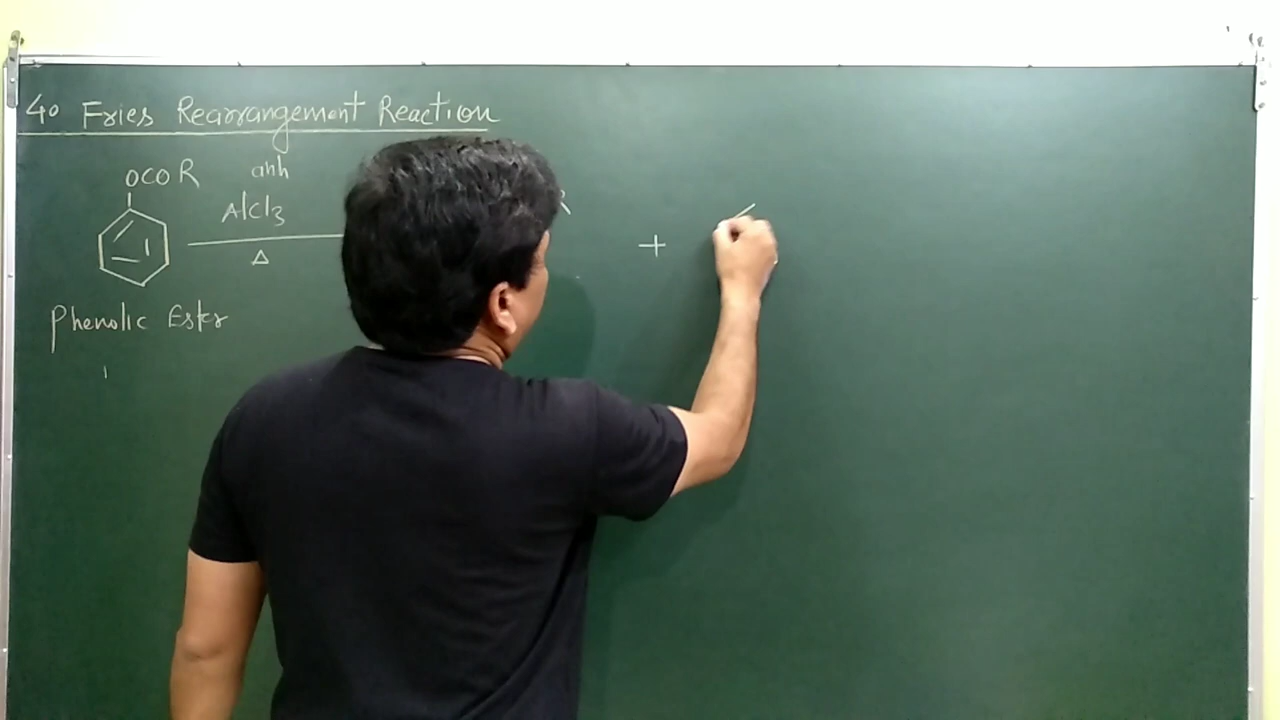 40 Fries Rearrangement Reaction
OCOR anh
AlCl3
Δ
+
Phenolic Ester